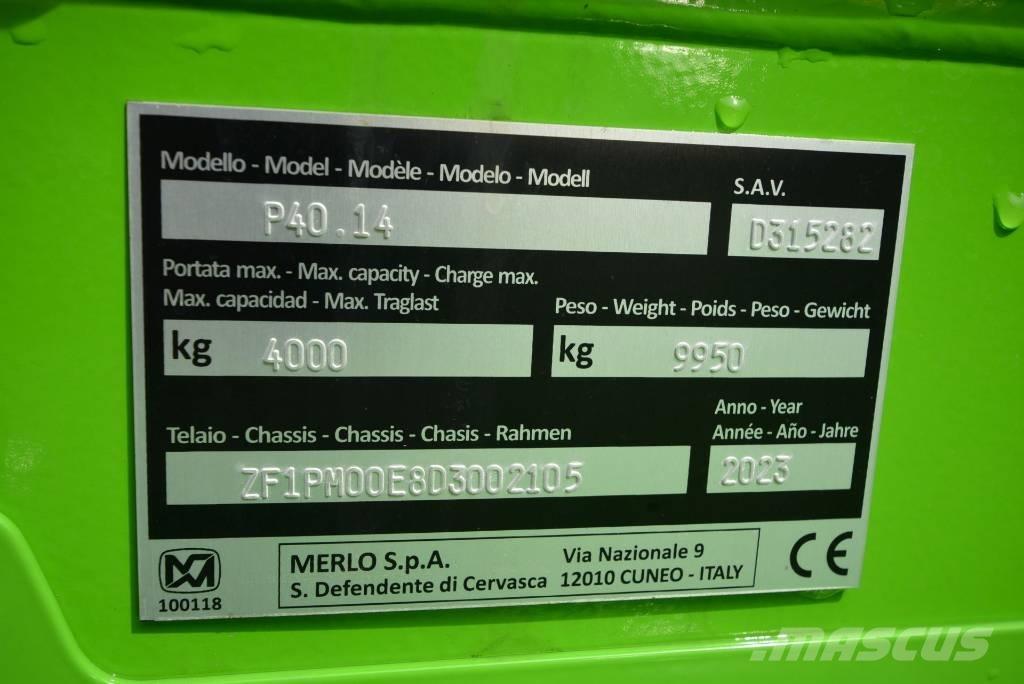 Modello - Model - Modèle - Modelo - Modell
S.A.V.
P40.14
D315282
Portata max. - Max. capacity - Charge max.
Max. capacidad - Max. Traglast
Peso - Weight - Poids - Peso - Gewicht
kg 4000
kg 9950
Anno - Year
Année - Año - Jahre
Telaio - Chassis - Chassis - Chasis - Rahmen
ZF1PM00E8D3002105
2023
MERLO S.p.A.
S. Defendente di Cervasca
Via Nazionale 9
12010 CUNEO - ITALY
CE
100118
MASCUS